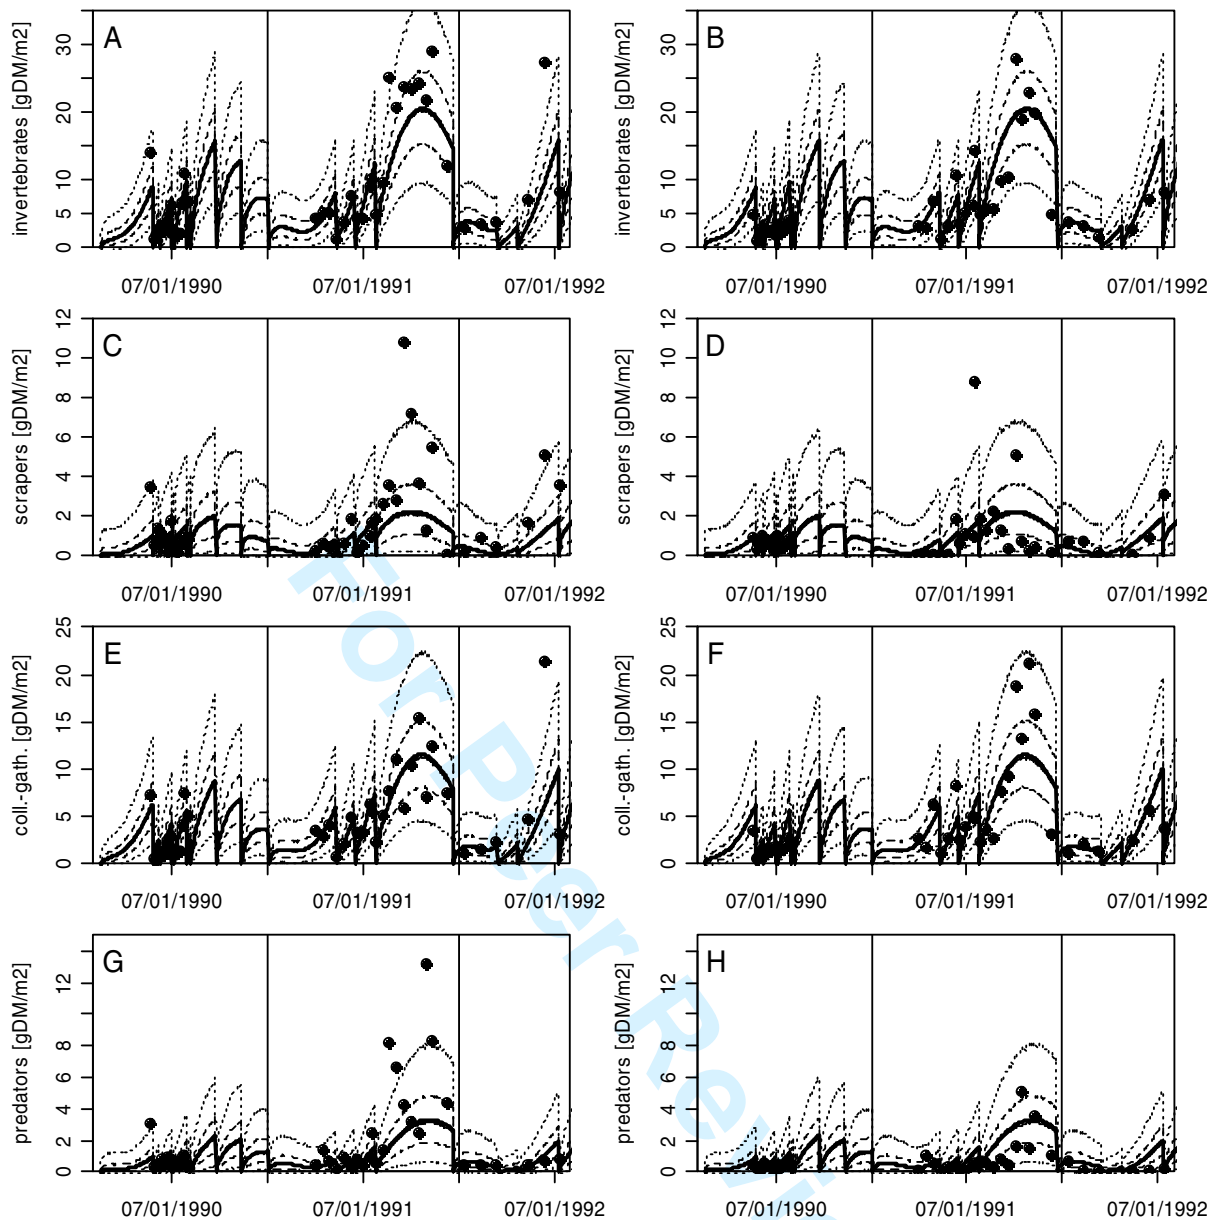 A
invertebrates [gDM/m2]
0 5 10 20 30
07/01/1990 07/01/1991 07/01/1992
B
invertebrates [gDM/m2]
0 5 10 20 30
07/01/1990 07/01/1991 07/01/1992
C
scrapers [gDM/m2]
0 2 4 6 8 10 12
07/01/1990 07/01/1991 07/01/1992
D
scrapers [gDM/m2]
0 2 4 6 8 10 12
07/01/1990 07/01/1991 07/01/1992
E
coll.-gath. [gDM/m2]
0 5 10 15 20 25
07/01/1990 07/01/1991 07/01/1992
F
coll.-gath. [gDM/m2]
0 5 10 15 20 25
07/01/1990 07/01/1991 07/01/1992
G
predators [gDM/m2]
0 2 4 6 8 12
07/01/1990 07/01/1991 07/01/1992
H
predators [gDM/m2]
0 2 4 6 8 12
07/01/1990 07/01/1991 07/01/1992
For Peer Revie